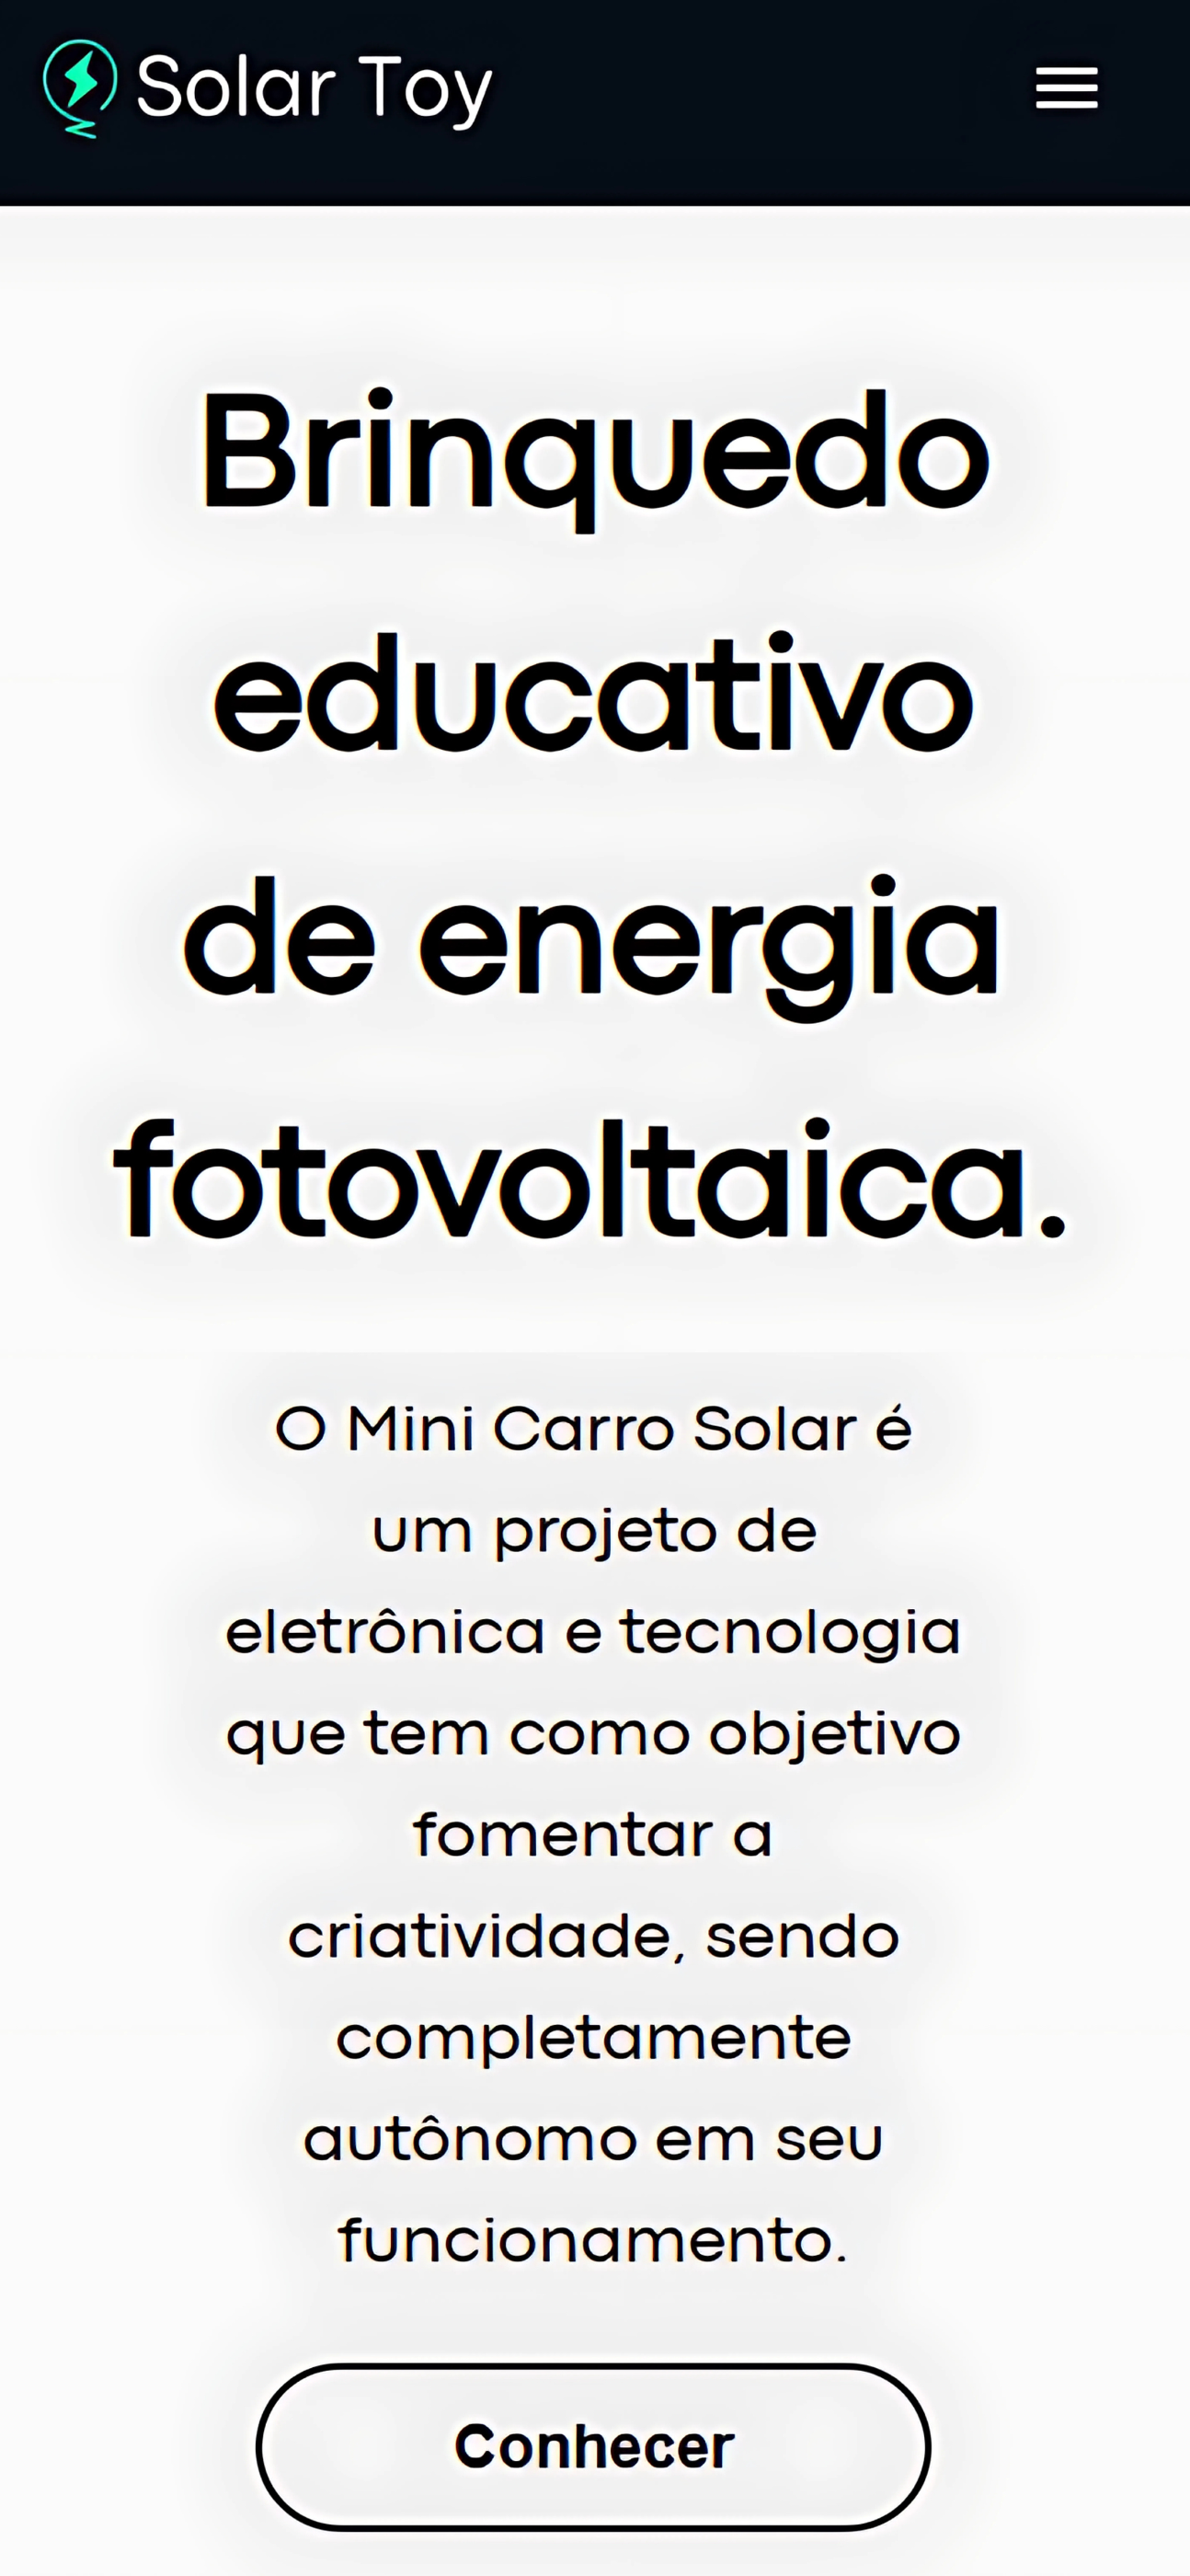 Solar Toy
Brinquedo
educativo
de energia
fotovoltaica.
O Mini Carro Solar é
um projeto de
eletrônica e tecnologia
que tem como objetivo
fomentar a
criatividade, sendo
completamente
autônomo em seu
funcionamento.
Conhecer